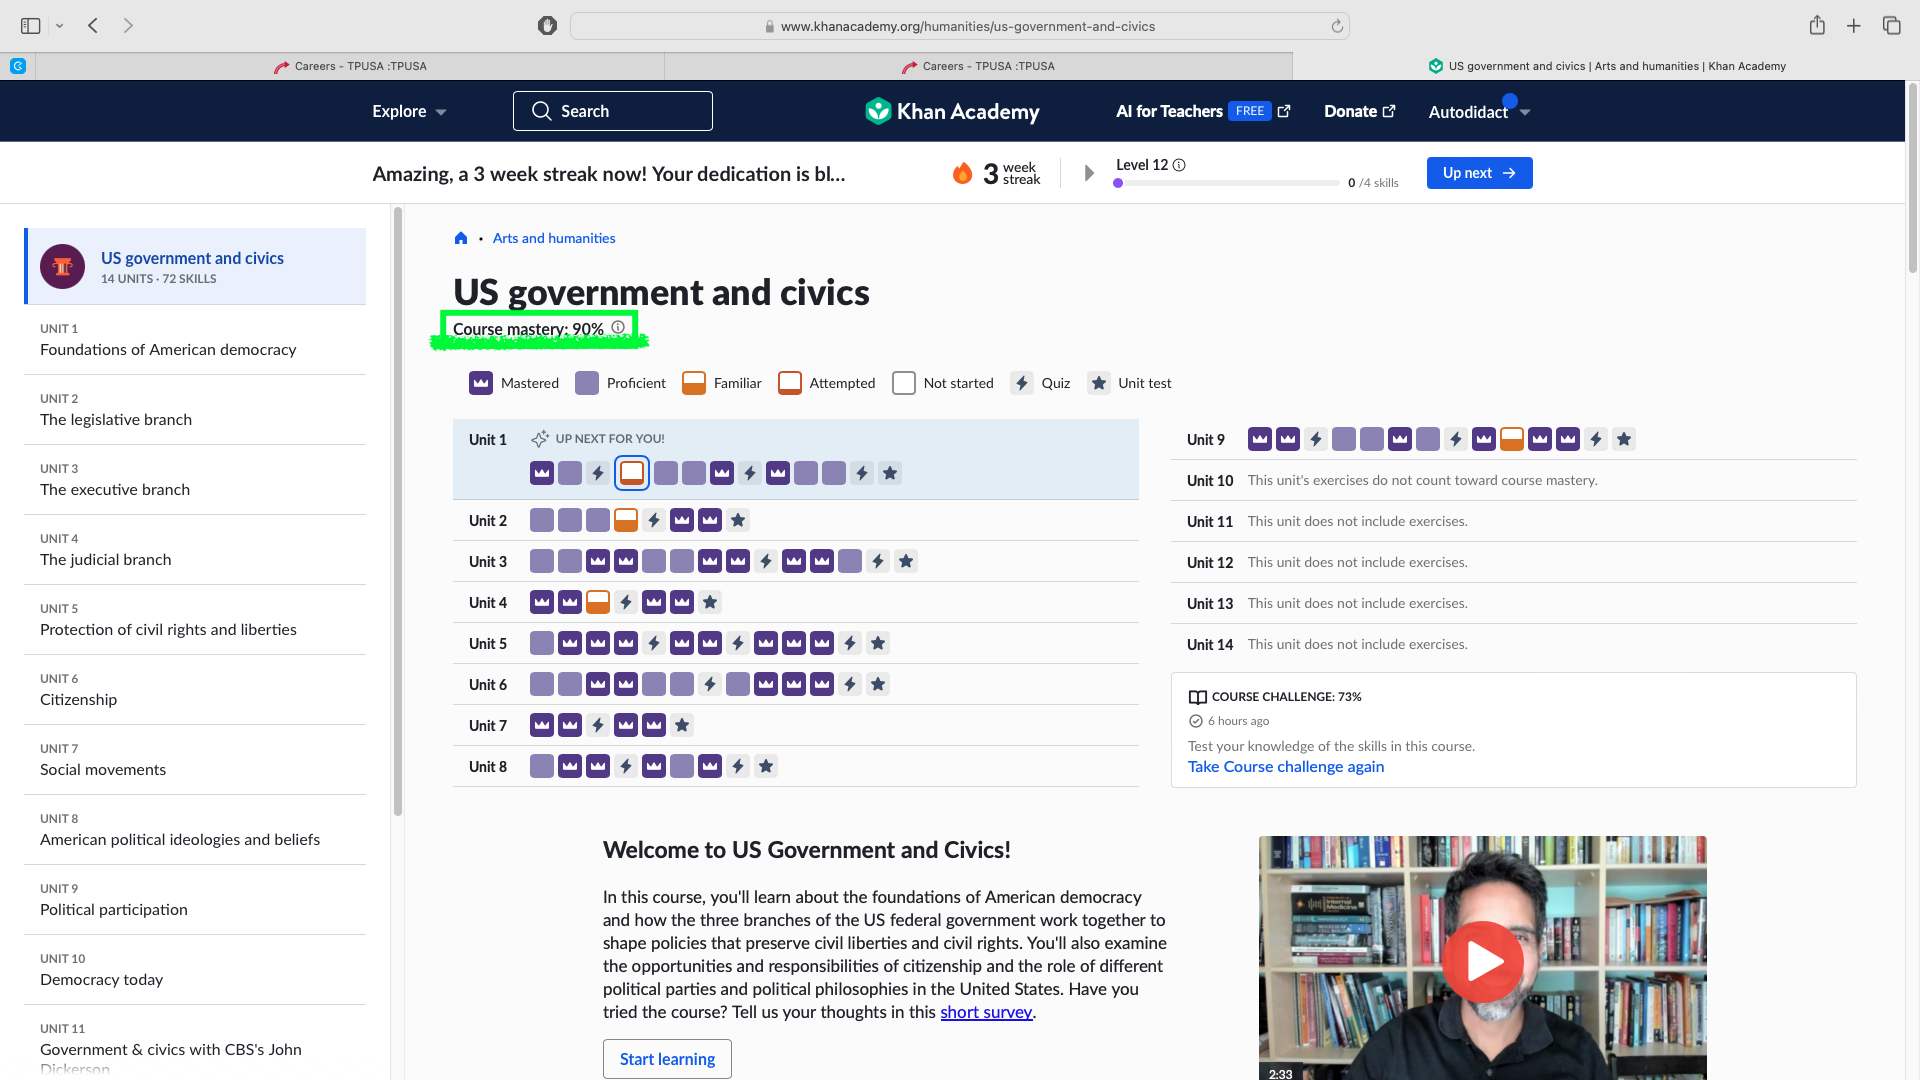 www.khanacademy.org/humanities/us-government-and-civics
Careers - TPUSA :TPUSA
Careers - TPUSA :TPUSA
US government and civics | Arts and humanities | Khan Academy
Explore
Search
Khan Academy
AI for Teachers FREE
Donate
Autodidact
Amazing, a 3 week streak now! Your dedication is bl...
3 week streak
Level 12
0 /4 skills
Up next
US government and civics
14 UNITS · 72 SKILLS
UNIT 1
Foundations of American democracy
UNIT 2
The legislative branch
UNIT 3
The executive branch
UNIT 4
The judicial branch
UNIT 5
Protection of civil rights and liberties
UNIT 6
Citizenship
UNIT 7
Social movements
UNIT 8
American political ideologies and beliefs
UNIT 9
Political participation
UNIT 10
Democracy today
UNIT 11
Government & civics with CBS's John
Dickerson
• Arts and humanities
US government and civics
Course mastery: 90%
Mastered Proficient Familiar Attempted Not started Quiz Unit test
Unit 1 UP NEXT FOR YOU!
Unit 2
Unit 3
Unit 4
Unit 5
Unit 6
Unit 7
Unit 8
Unit 9
Unit 10 This unit's exercises do not count toward course mastery.
Unit 11 This unit does not include exercises.
Unit 12 This unit does not include exercises.
Unit 13 This unit does not include exercises.
Unit 14 This unit does not include exercises.
COURSE CHALLENGE: 73%
6 hours ago
Test your knowledge of the skills in this course.
Take Course challenge again
Welcome to US Government and Civics!
In this course, you'll learn about the foundations of American democracy
and how the three branches of the US federal government work together to
shape policies that preserve civil liberties and civil rights. You'll also examine
the opportunities and responsibilities of citizenship and the role of different
political parties and political philosophies in the United States. Have you
tried the course? Tell us your thoughts in this short survey.
Start learning
Internal Medicine
2:33